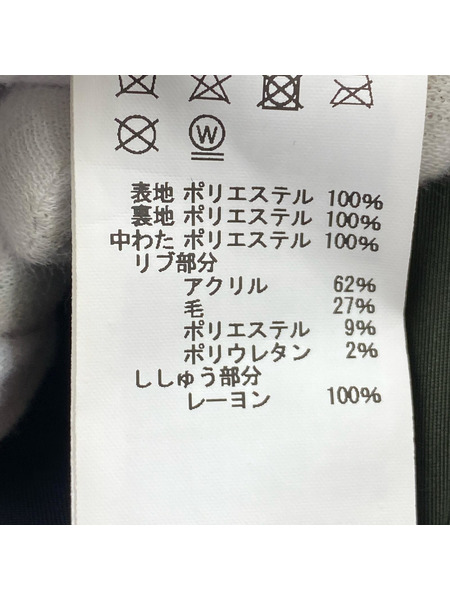 W
表地 ポリエステル 100%
裏地 ポリエステル 100%
中わた ポリエステル 100%
リブ部分
アクリル 62%
毛 27%
ポリエステル 9%
ポリウレタン 2%
ししゅう部分
レーヨン 100%